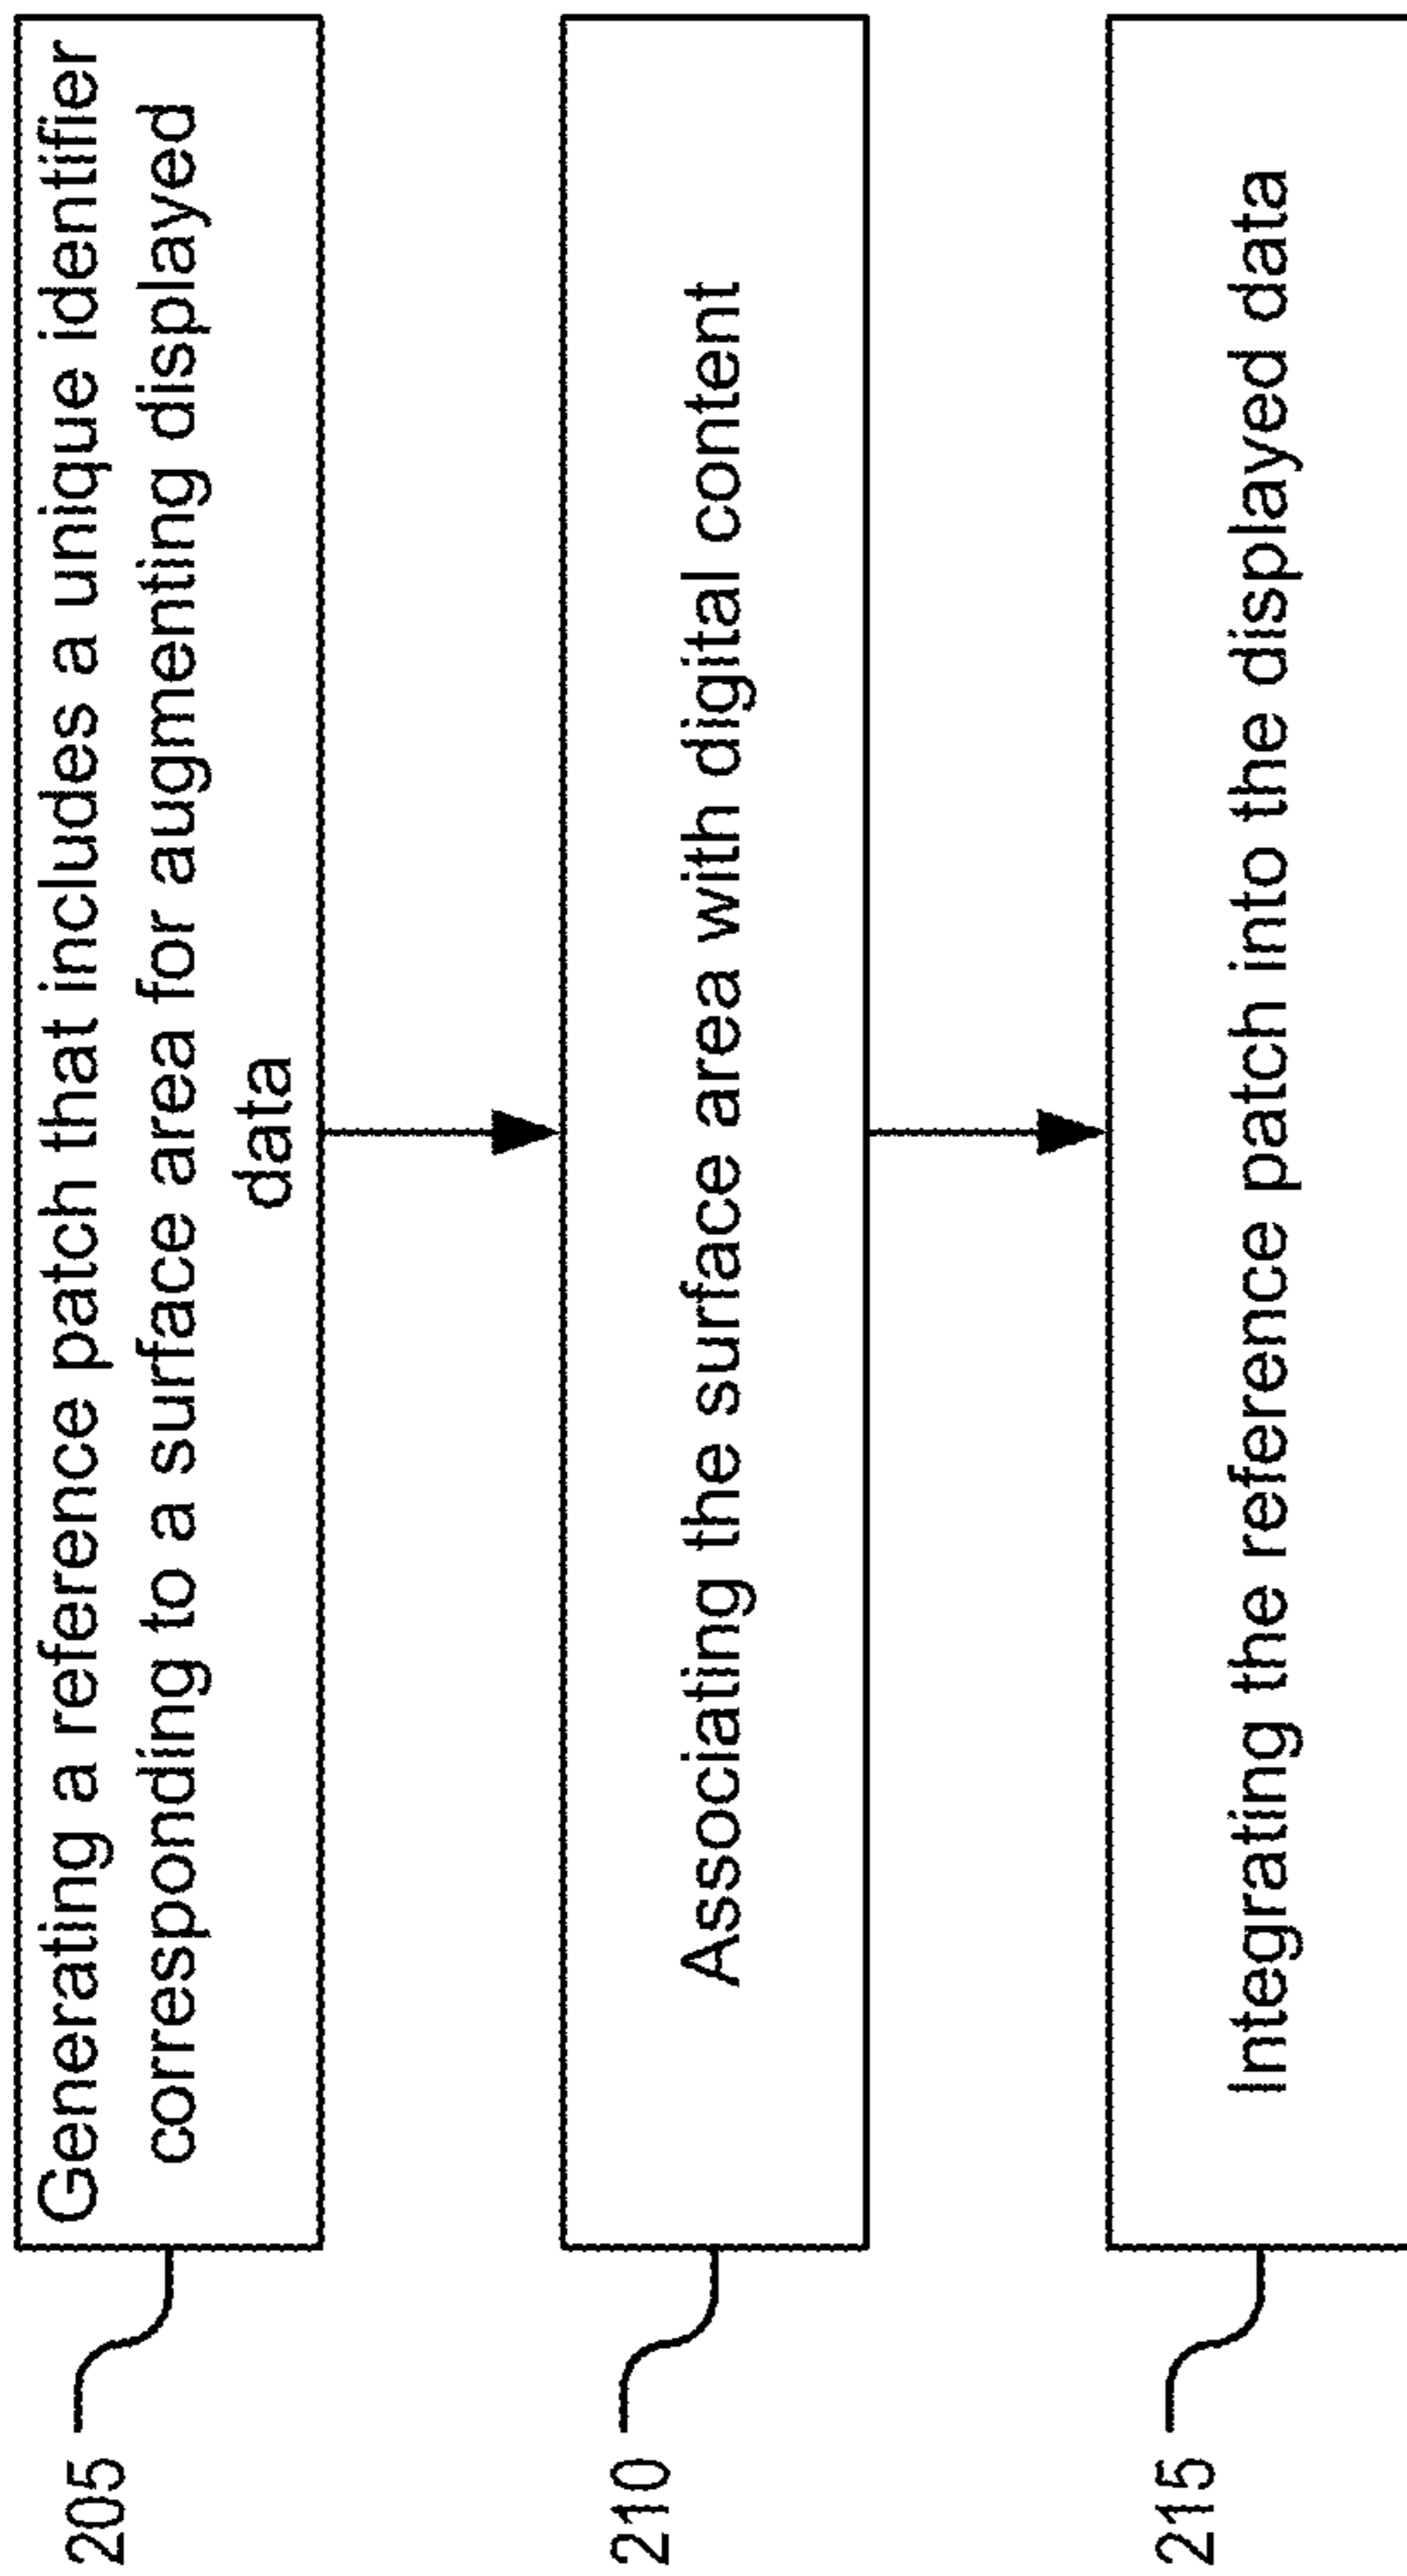 205
Generating a reference patch that includes a unique identifier
corresponding to a surface area for augmenting displayed
data
210
Associating the surface area with digital content
215
Integrating the reference patch into the displayed data